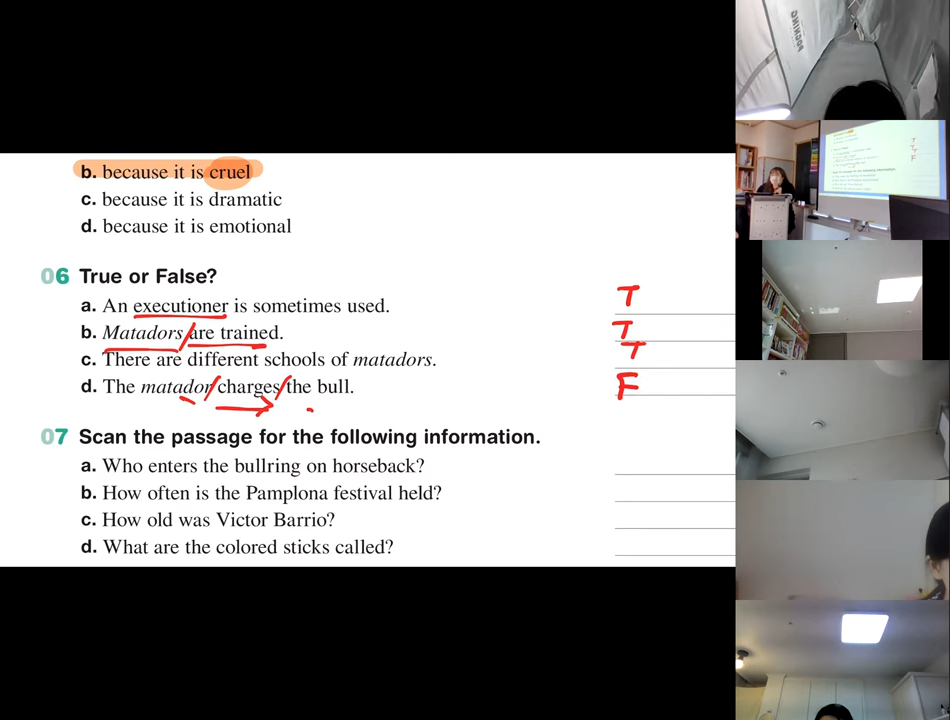 b. because it is cruel
c. because it is dramatic
d. because it is emotional
06 True or False?
a. An executioner is sometimes used. T
b. Matadors are trained. T
c. There are different schools of matadors. T
d. The matador charges the bull. F
07 Scan the passage for the following information.
a. Who enters the bullring on horseback?
b. How often is the Pamplona festival held?
c. How old was Victor Barrio?
d. What are the colored sticks called?